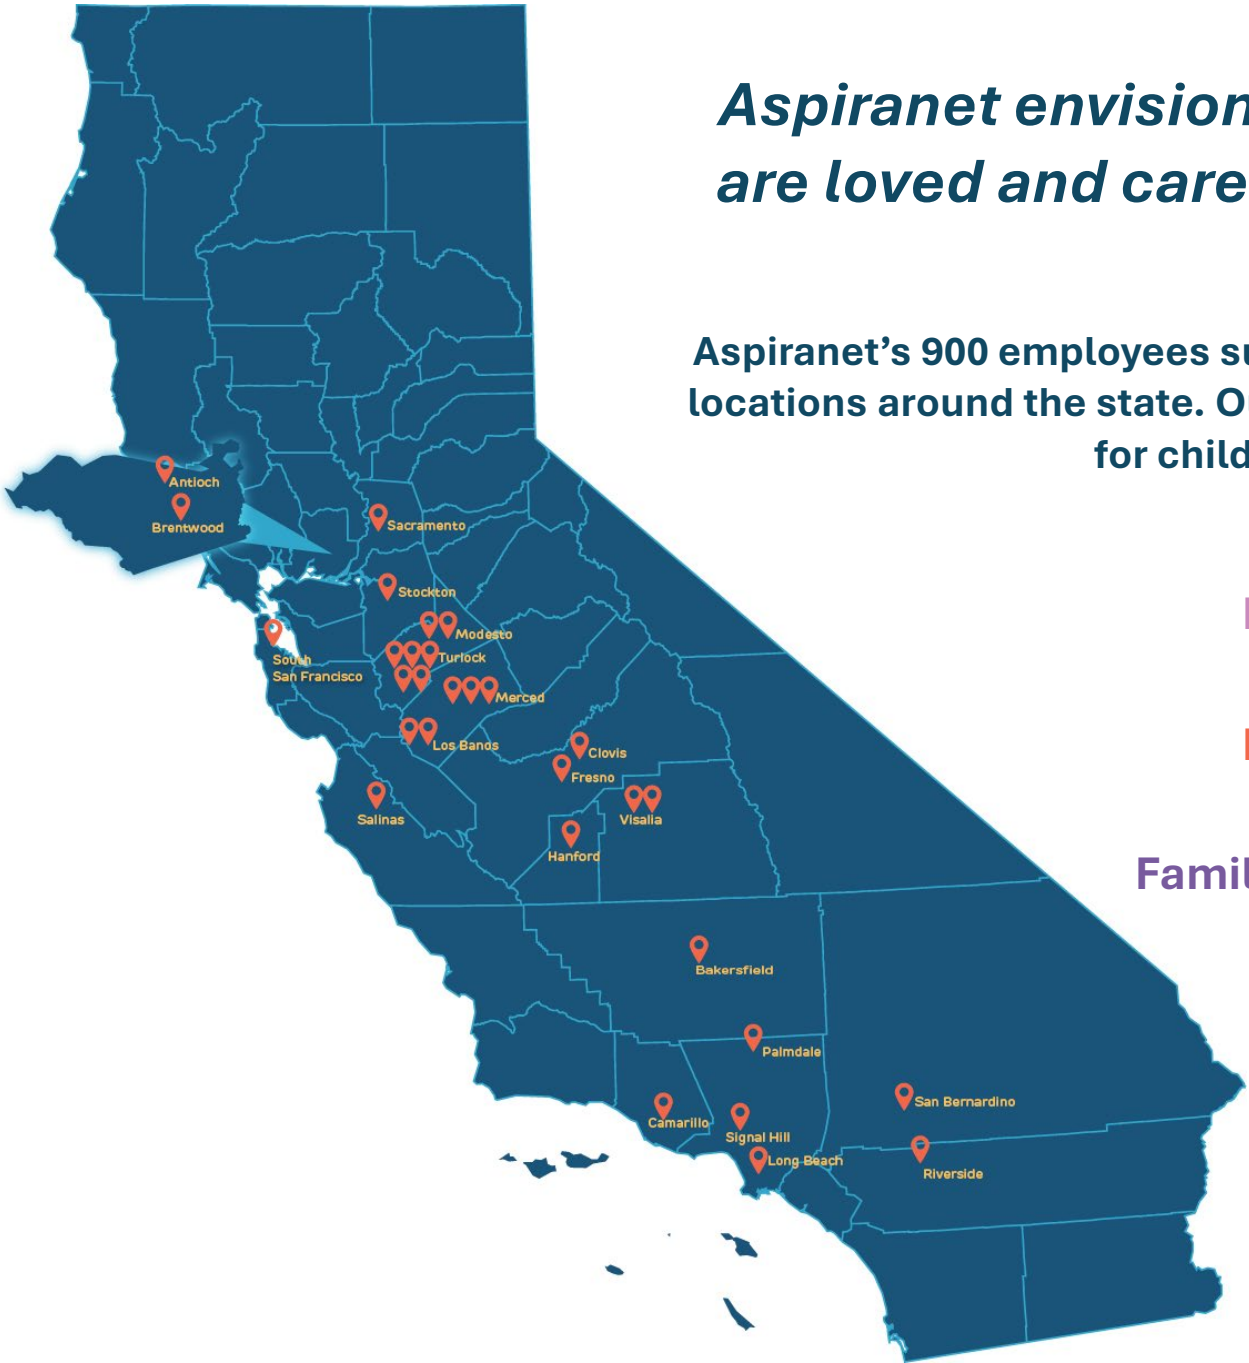 Aspiranet envision
are loved and care
Aspiranet’s 900 employees su
locations around the state. Ou
for child
Famil
Antioch
Brentwood
Sacramento
Stockton
Modesto
South
San Francisco
Turlock
Merced
Los Banos
Clovis
Fresno
Salinas
Visalia
Hanford
Bakersfield
Palmdale
Camarillo
San Bernardino
Signal Hill
Long Beach
Riverside